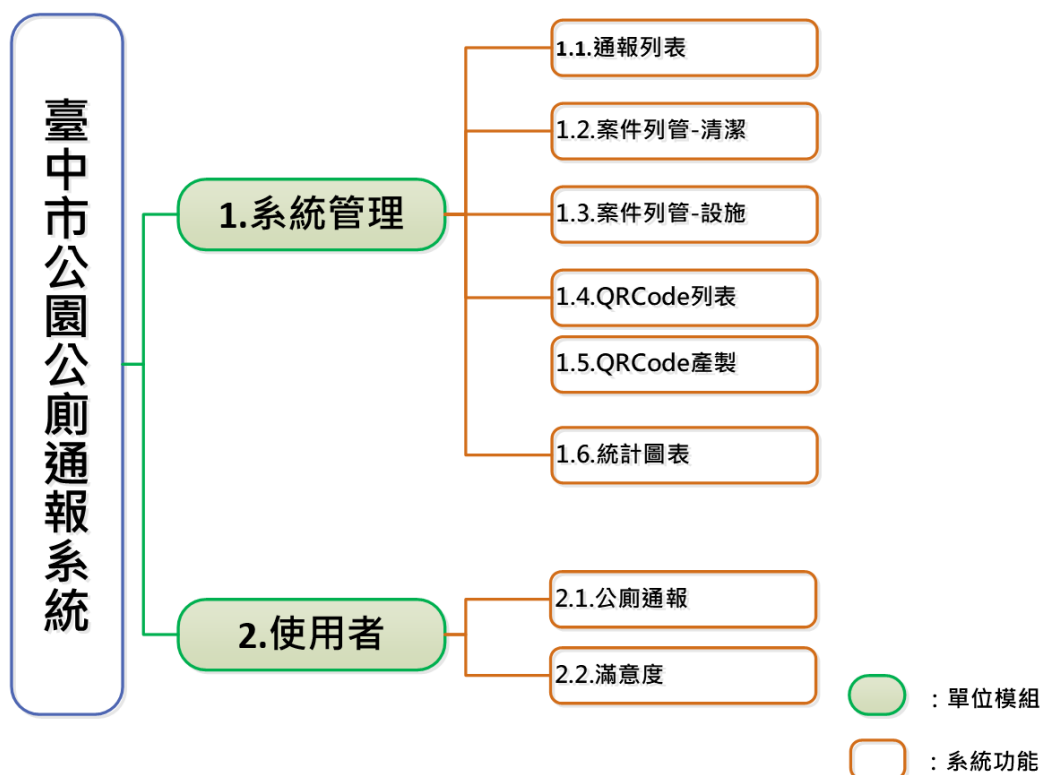 臺中市公園公廁通報系統
1.系統管理
1.1.通報列表
1.2.案件列管-清潔
1.3.案件列管-設施
1.4.QRCode列表
1.5.QRCode產製
1.6.統計圖表
2.使用者
2.1.公廁通報
2.2.滿意度
：單位模組
：系統功能